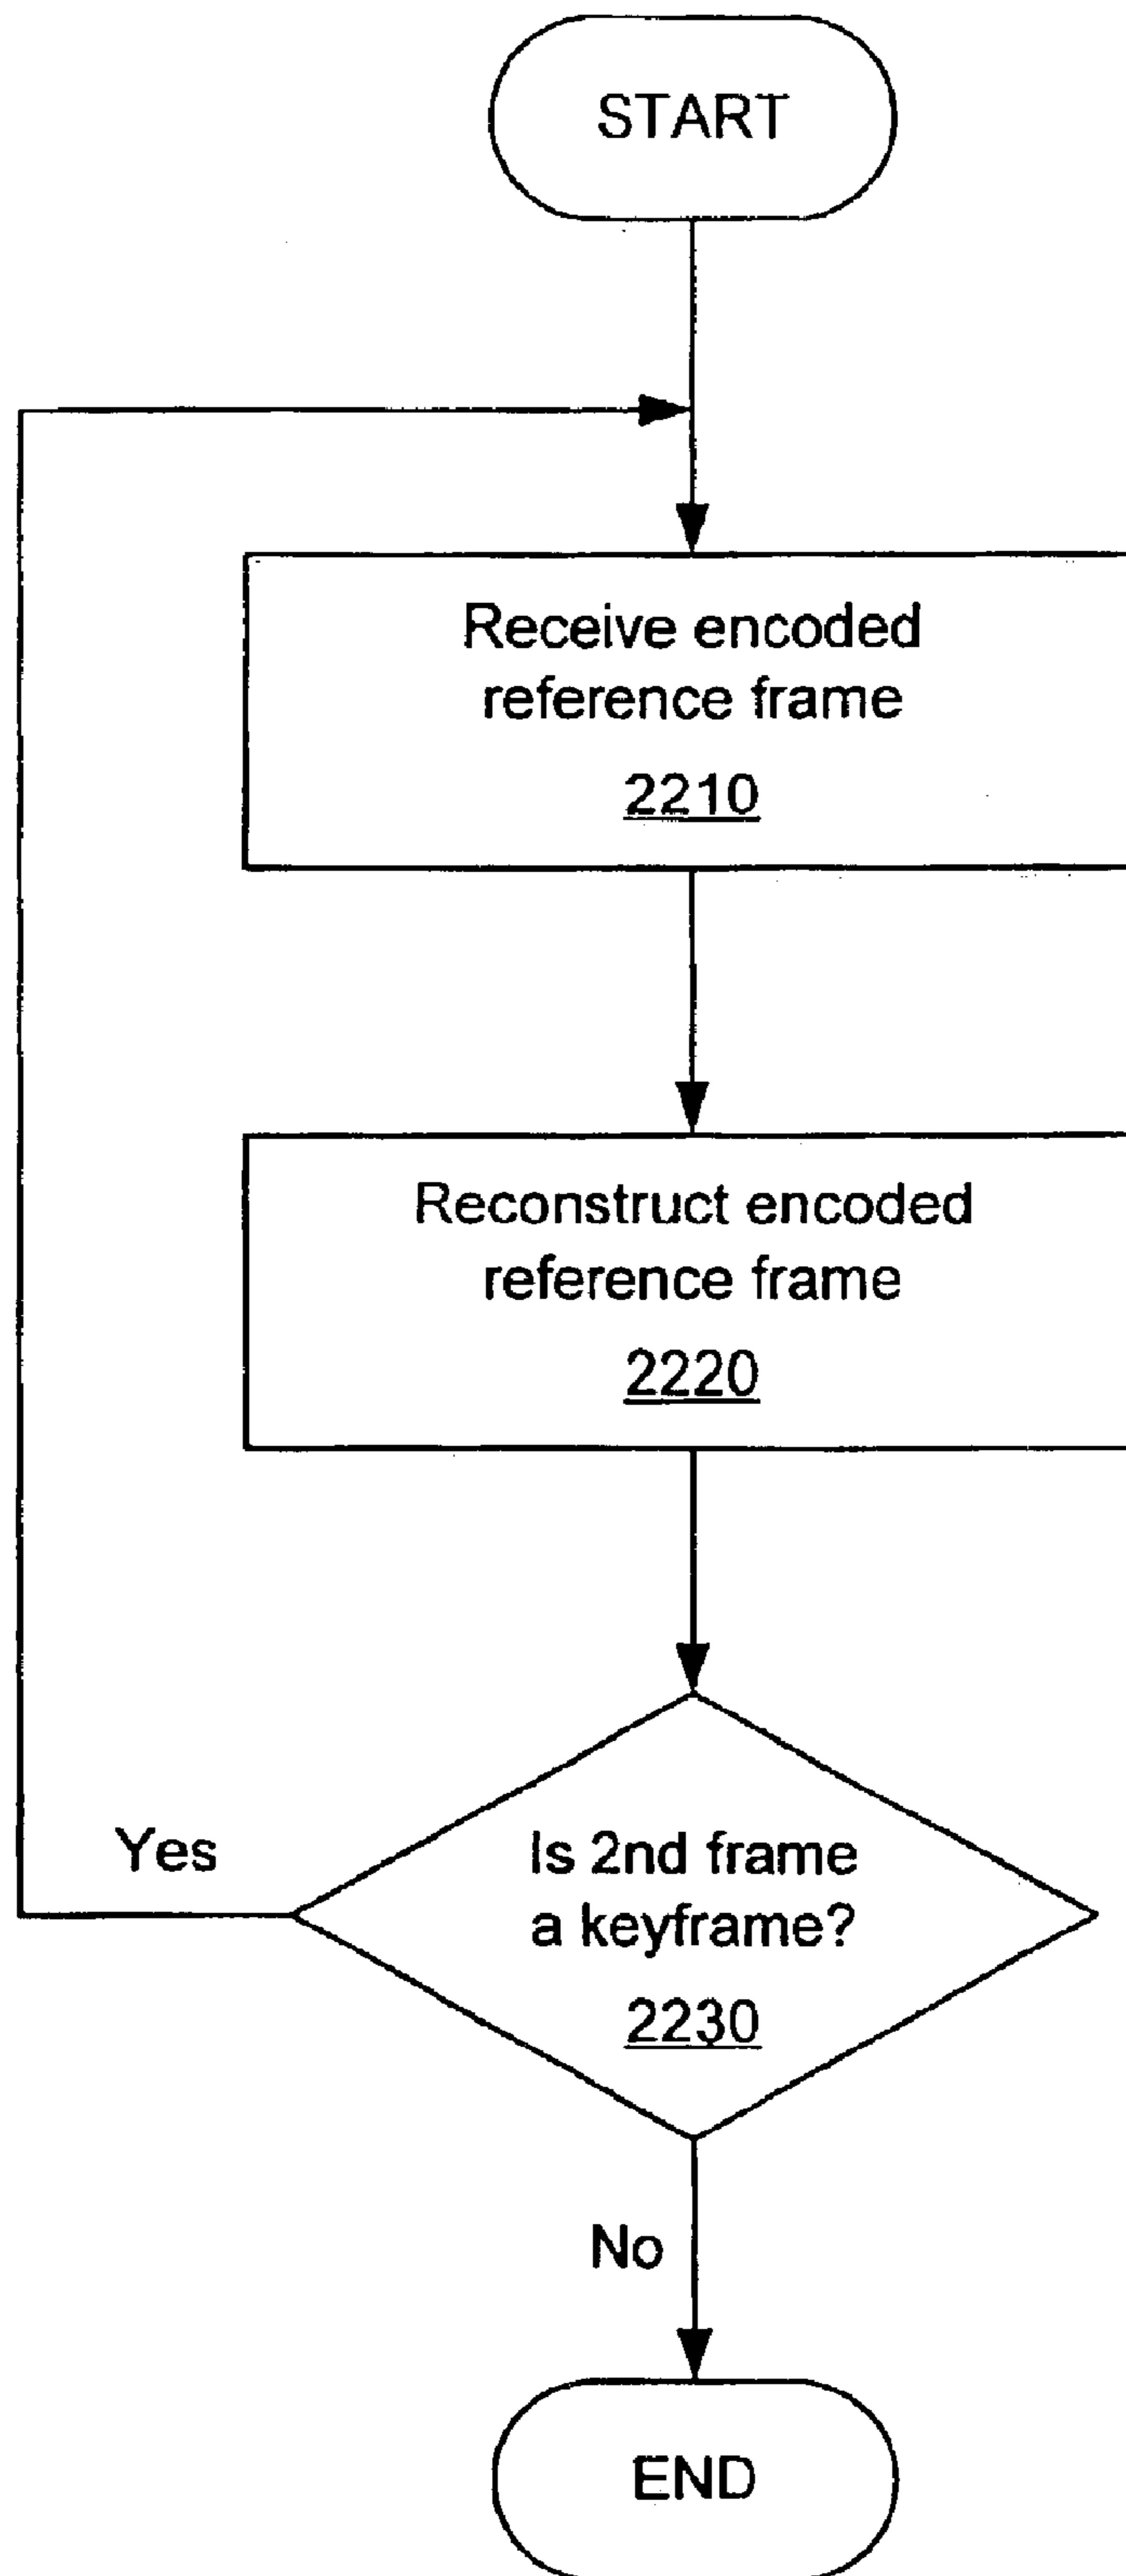 START
Receive encoded
reference frame
2210
Reconstruct encoded
reference frame
2220
Yes
Is 2nd frame
a keyframe?
2230
No
END